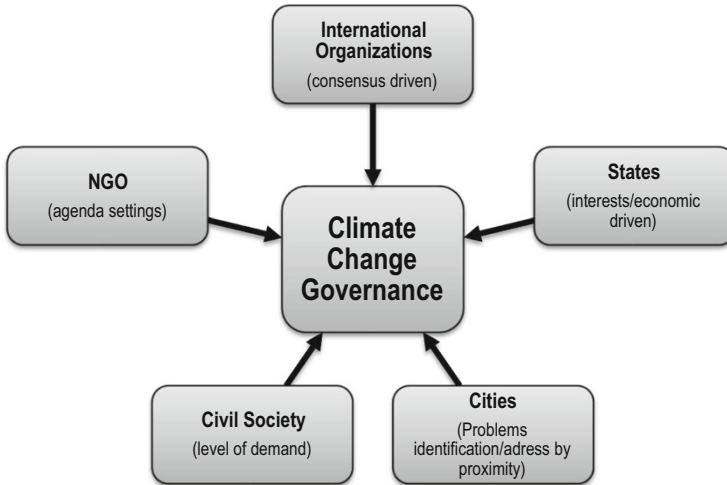 International
Organizations
(consensus driven)
NGO
(agenda settings)
States
(interests/economic
driven)
Climate
Change
Governance
Civil Society
(level of demand)
Cities
(Problems
identification/adress by
proximity)